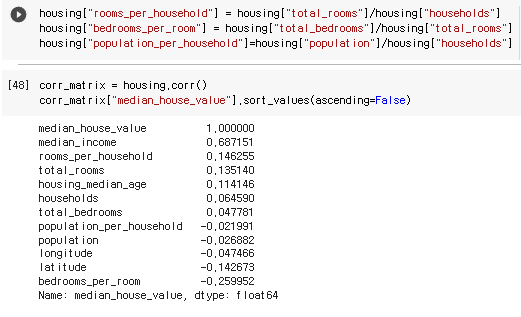 housing["rooms_per_household"] = housing["total_rooms"]/housing["households"]
housing["bedrooms_per_room"] = housing["total_bedrooms"]/housing["total_rooms"]
housing["population_per_household"]=housing["population"]/housing["households"]
[48] corr_matrix = housing.corr()
corr_matrix["median_house_value"].sort_values(ascending=False)
median_house_value 1.000000
median_income 0.687151
rooms_per_household 0.146255
total_rooms 0.135140
housing_median_age 0.114146
households 0.064590
total_bedrooms 0.047781
population_per_household -0.021991
population -0.026882
longitude -0.047466
latitude -0.142673
bedrooms_per_room -0.259952
Name: median_house_value, dtype: float64